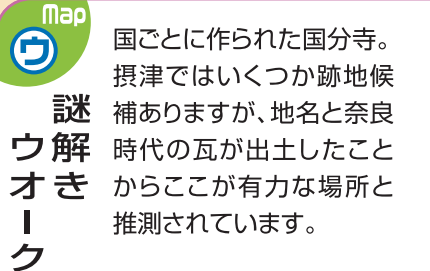 Map
ウ
謎解き
ウオーク
国ごとに作られた国分寺。
摂津ではいくつか跡地候
補ありますが、地名と奈良
時代の瓦が出土したこと
からここが有力な場所と
推測されています。